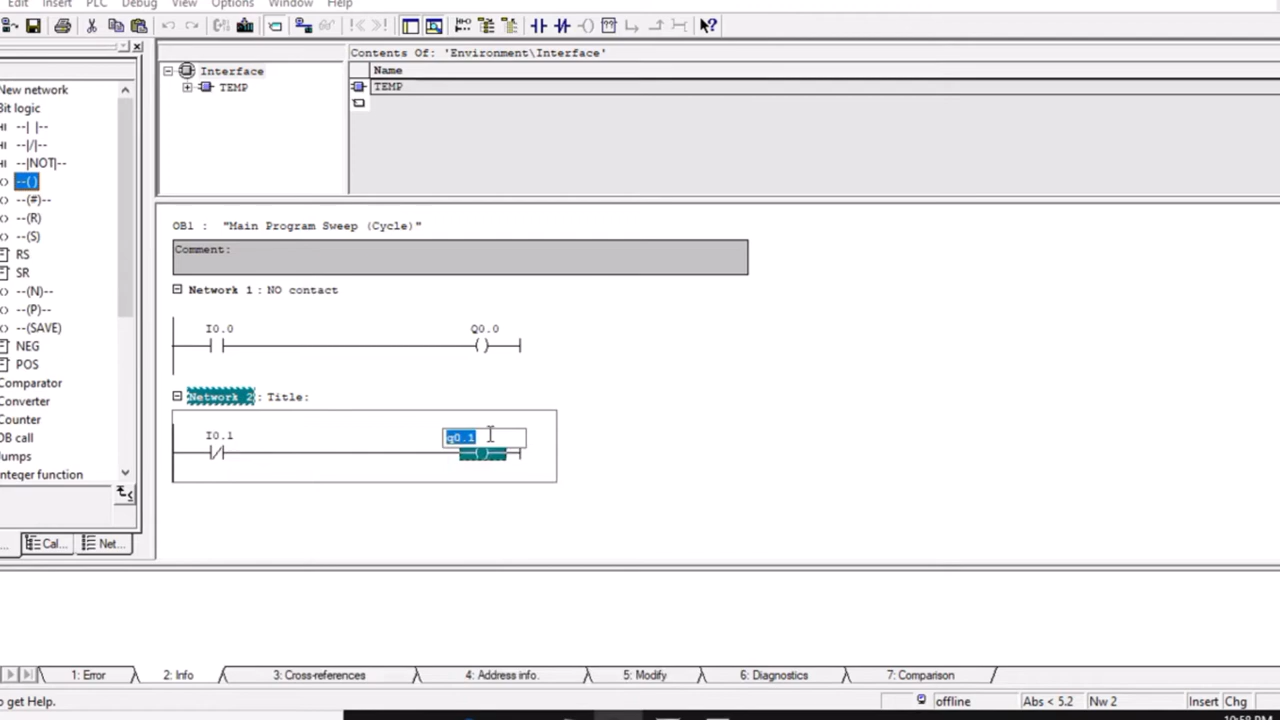 Edit Insert PLC Debug View Options Window Help
Contents Of: 'Environment\Interface'
Interface
TEMP
Name
TEMP
New network
Bit logic
--| |--
--|/|--
--|NOT|--
--()
--(#)--
--(R)
--(S)
RS
SR
--(N)--
--(P)--
--(SAVE)
NEG
POS
Comparator
Converter
Counter
DB call
Jumps
Integer function
Cal...
Net...
OB1 : "Main Program Sweep (Cycle)"
Comment:
Network 1 : NO contact
I0.0 Q0.0
Network 2 : Title:
I0.1 q0.1
1: Error 2: Info 3: Cross-references 4: Address info. 5: Modify 6: Diagnostics 7: Comparison
to get Help. offline Abs < 5.2 Nw 2 Insert Chg